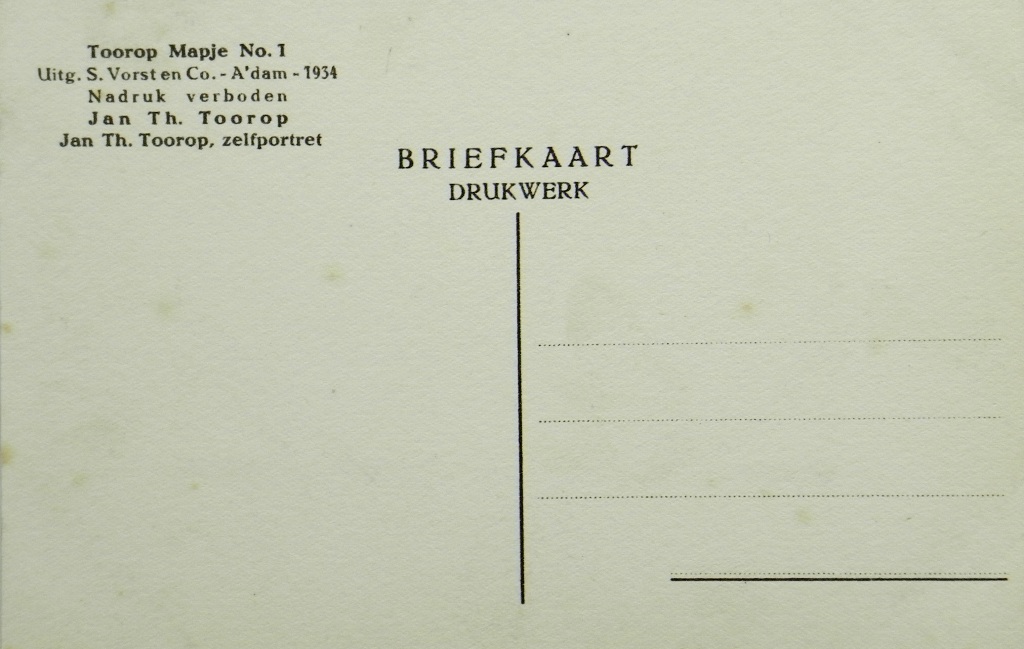 Toorop Mapje No. 1
Uitg. S. Vorst en Co. - A'dam - 1934
Nadruk verboden
Jan Th. Toorop
Jan Th. Toorop, zelfportret
BRIEFKAART
DRUKWERK